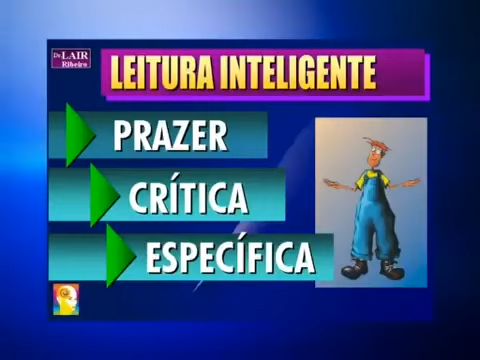 Dr. LAIR
Ribeiro
LEITURA INTELIGENTE
PRAZER
CRÍTICA
ESPECÍFICA